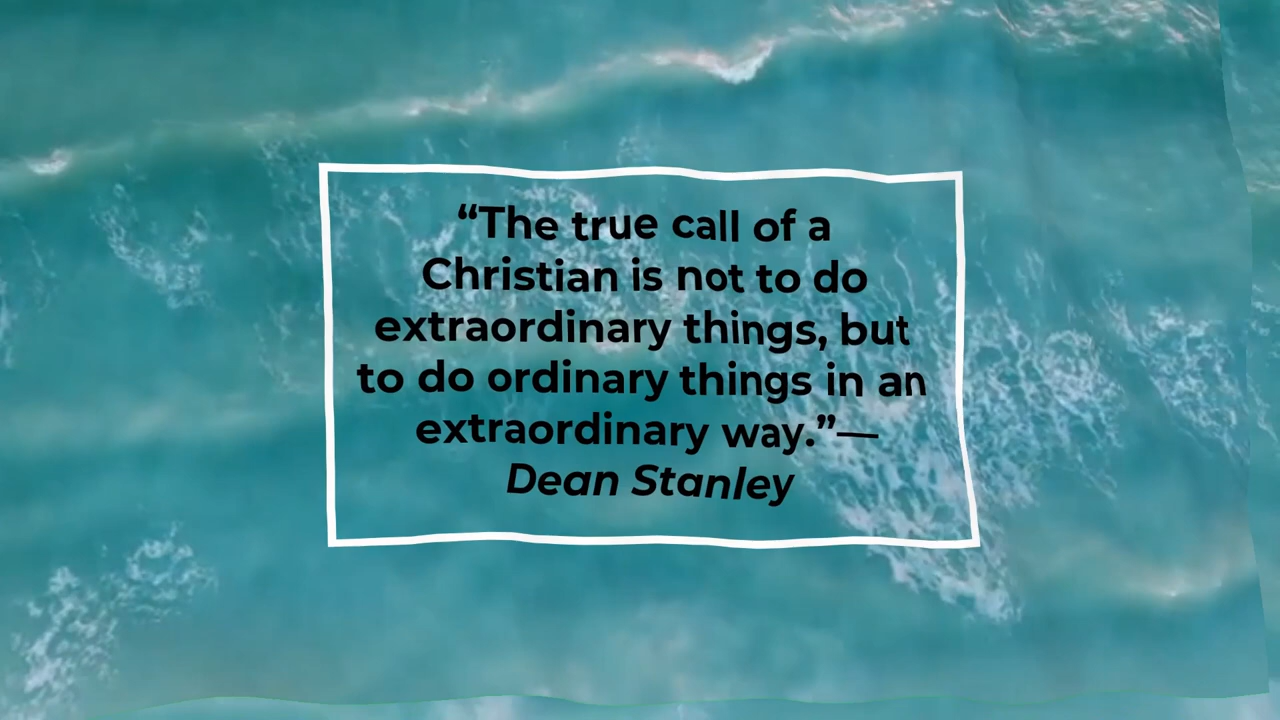 “The true call of a
Christian is not to do
extraordinary things, but
to do ordinary things in an
extraordinary way.”—
Dean Stanley